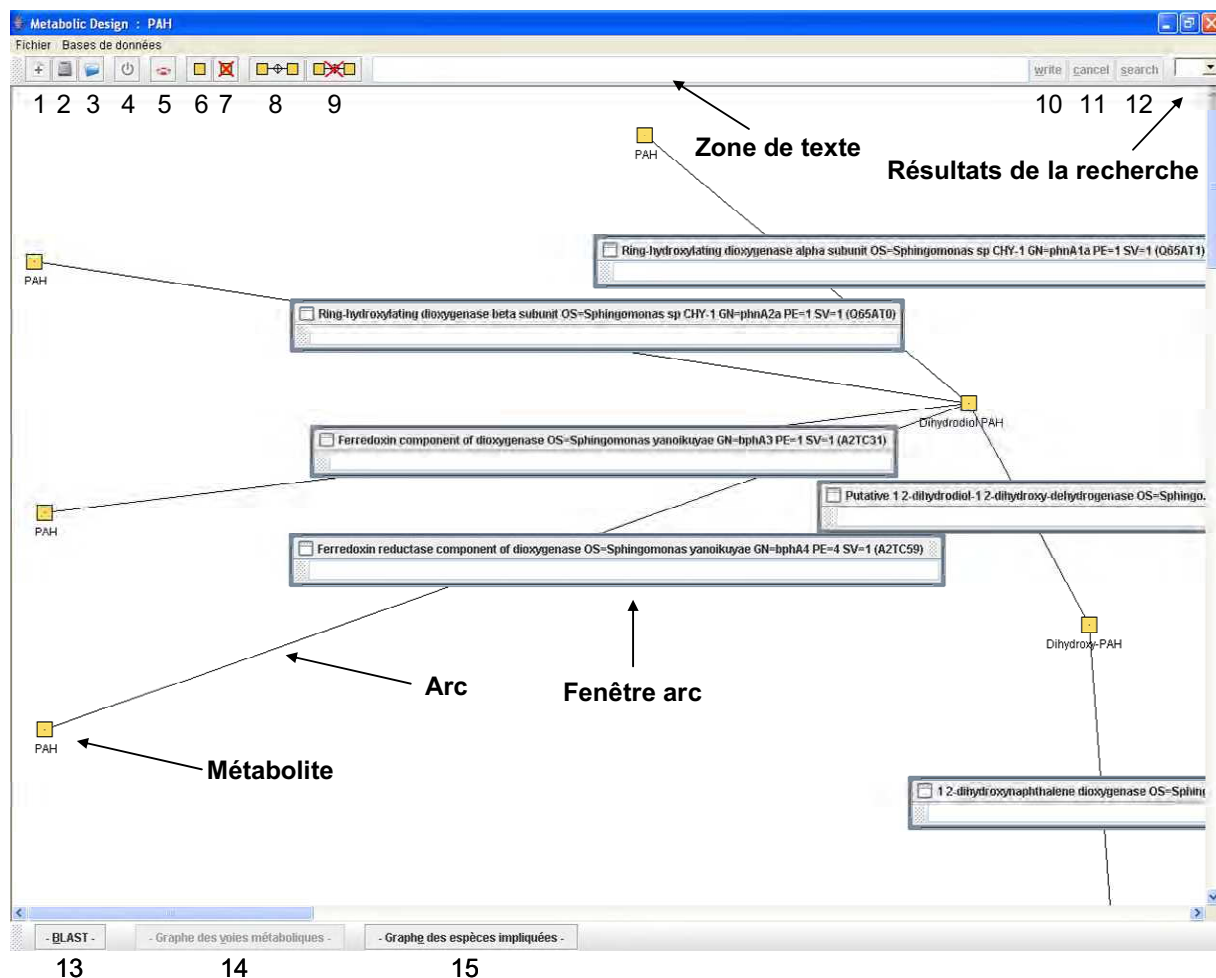 Metabolic Design : PAH
Fichier Bases de données
write cancel search
1 2 3 4 5 6 7 8 9 10 11 12
Zone de texte
Résultats de la recherche
PAH
Ring-hydroxylating dioxygenase alpha subunit OS=Sphingomonas sp CHY-1 GN=phnA1a PE=1 SV=1 (Q65AT1)
PAH
Ring-hydroxylating dioxygenase beta subunit OS=Sphingomonas sp CHY-1 GN=phnA2a PE=1 SV=1 (Q65AT0)
Dihydrodiol PAH
Ferredoxin component of dioxygenase OS=Sphingomonas yanoikuyae GN=bphA3 PE=1 SV=1 (A2TC31)
Putative 1 2-dihydrodiol-1 2-dihydroxy-dehydrogenase OS=Sphingo...
PAH
Ferredoxin reductase component of dioxygenase OS=Sphingomonas yanoikuyae GN=bphA4 PE=4 SV=1 (A2TC59)
Dihydroxy-PAH
Arc
Fenêtre arc
PAH
Métabolite
1 2-dihydroxynaphthalene dioxygenase OS=Sphing
- BLAST -
- Graphe des voies métaboliques -
- Graphe des espèces impliquées -
13 14 15